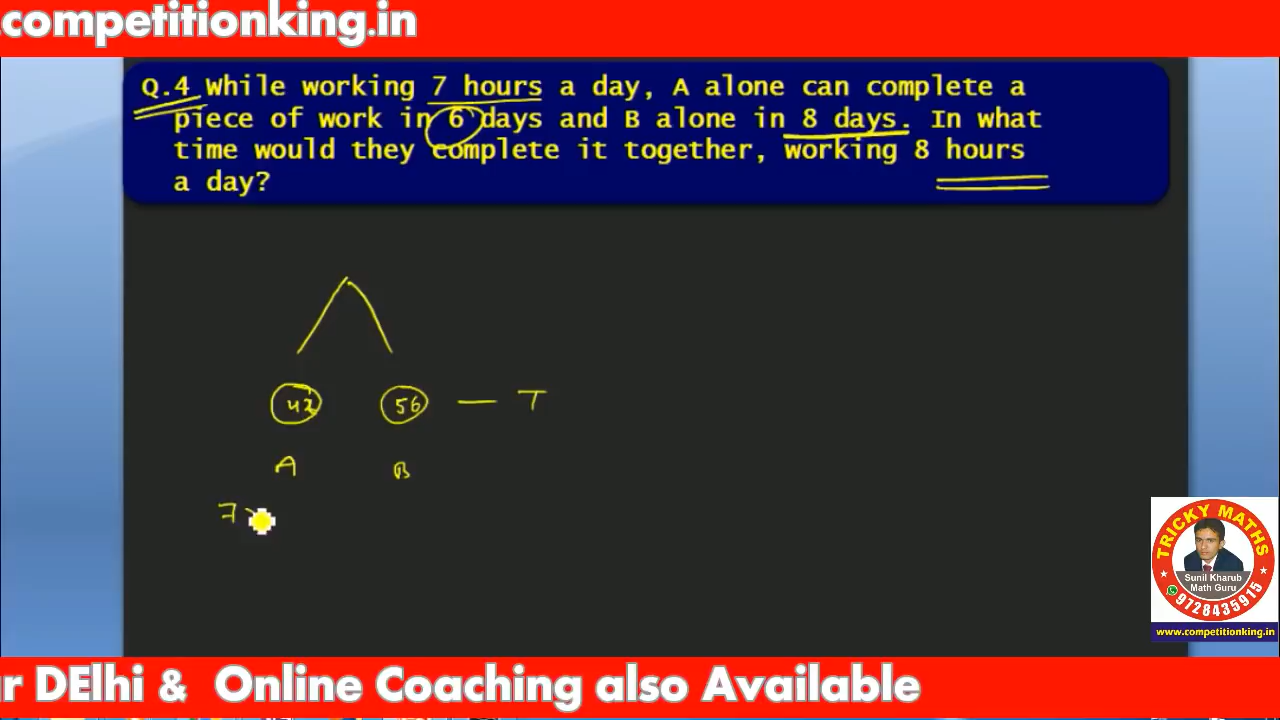 .competitionking.in
Q.4 While working 7 hours a day, A alone can complete a
piece of work in 6 days and B alone in 8 days. In what
time would they complete it together, working 8 hours
a day?
42 56 — T
A B
7
TRICKY MATHS
Sunil Kharub
Math Guru
9728435915
www.competitionking.in
ar DElhi & Online Coaching also Available